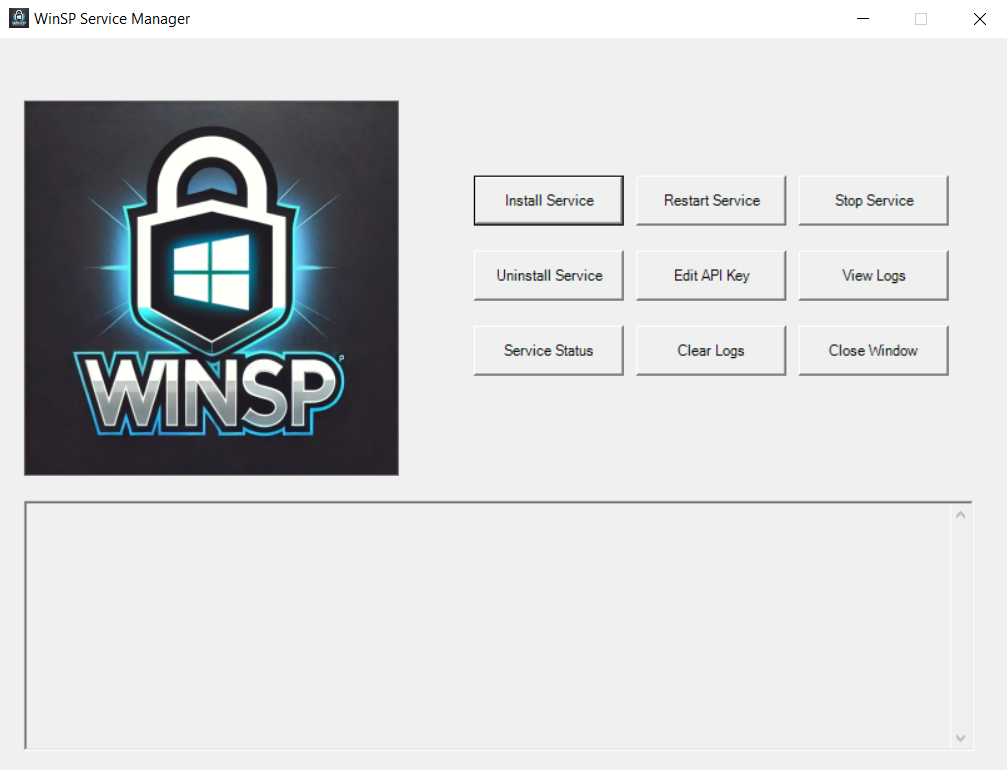 WinSP Service Manager
WINSP
Install Service
Restart Service
Stop Service
Uninstall Service
Edit API Key
View Logs
Service Status
Clear Logs
Close Window